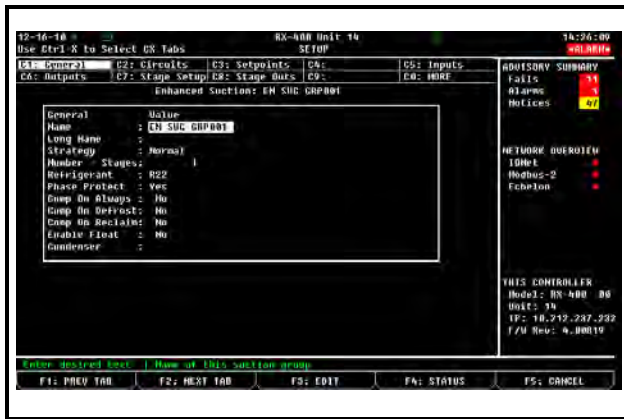 12-16-10 RX-400 Unit 14 14:26:09
Use Ctrl-X to Select CX Tabs SETUP *ALARM*
C1: General C2: Circuits C3: Setpoints C4: C5: Inputs
C6: Outputs C7: Stage Setup C8: Stage Outs C9: C0: MORE
Enhanced Suction: EN SUC GRP001
General Value
Name : EN SUC GRP001
Long Name :
Strategy : Normal
Number Stages:
Refrigerant : R22
Phase Protect : Yes
Comp On Always : No
Comp On Defrost: No
Comp On Reclaim: No
Enable Float : No
Condenser :
ADVISORY SUMMARY
Fails
Alarms
Notices 47
NETWORK OVERVIEW
IONet
Modbus-2
Echelon
THIS CONTROLLER
Model: RX-400
Unit: 14
IP: 10.212.237.232
F/W Rev: 4.00B19
Enter desired text | Name of this suction group
F1: PREV TAB F2: NEXT TAB F3: EDIT F4: STATUS F5: CANCEL